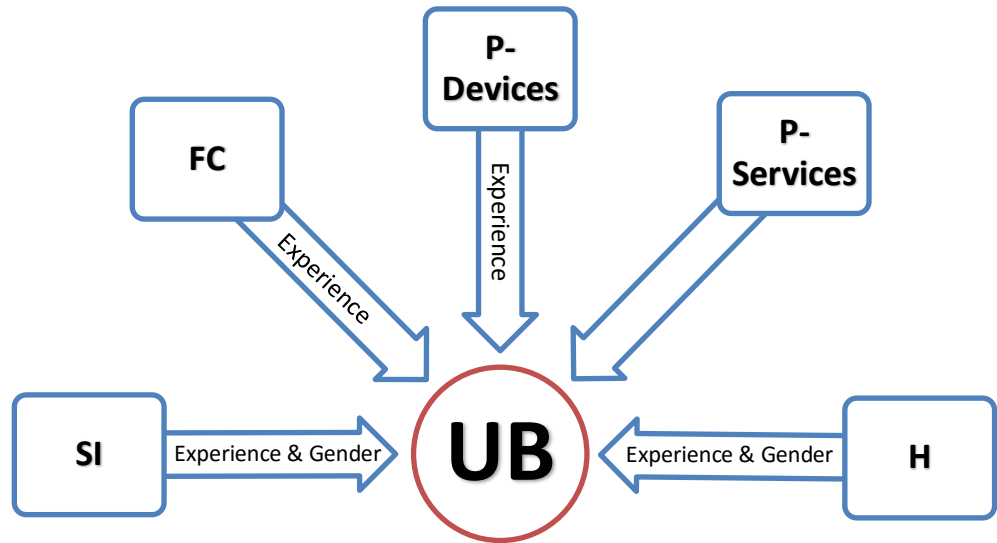 P-
Devices
P-
Services
FC
Experience
Experience
SI
Experience & Gender
UB
Experience & Gender
H